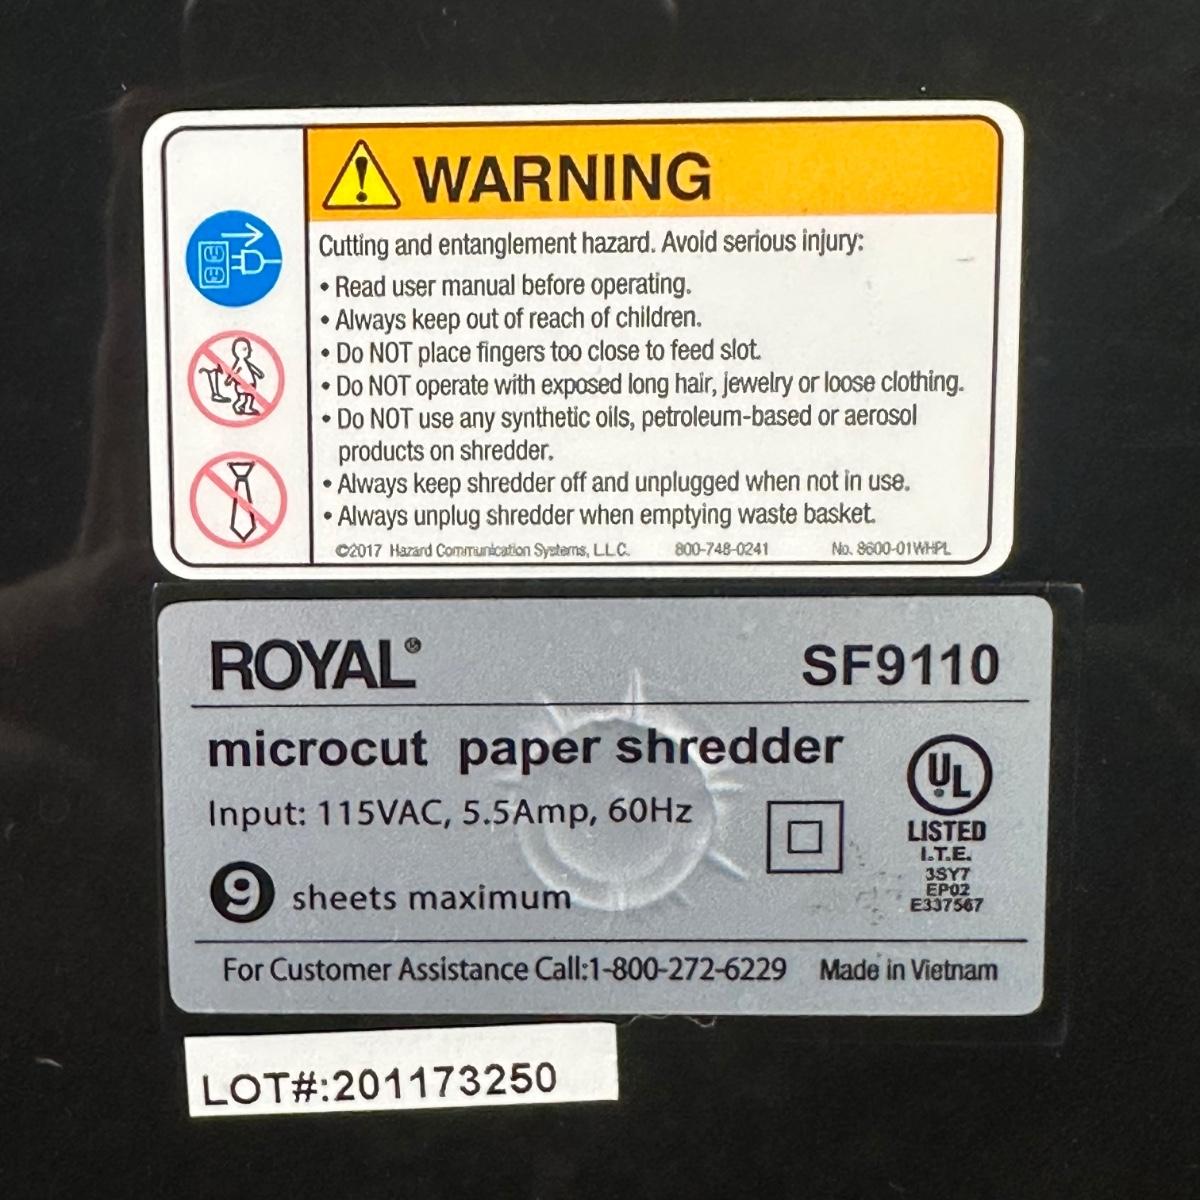 WARNING
Cutting and entanglement hazard. Avoid serious injury:
• Read user manual before operating.
• Always keep out of reach of children.
• Do NOT place fingers too close to feed slot.
• Do NOT operate with exposed long hair, jewelry or loose clothing.
• Do NOT use any synthetic oils, petroleum-based or aerosol
products on shredder.
• Always keep shredder off and unplugged when not in use.
• Always unplug shredder when emptying waste basket.
©2017 Hazard Communication Systems, L.L.C. 800-748-0241 No. 8600-01WHPL
ROYAL® SF9110
microcut paper shredder
Input: 115VAC, 5.5Amp, 60Hz
9 sheets maximum
UL
LISTED
I.T.E.
3SY7
EP02
E337567
For Customer Assistance Call:1-800-272-6229 Made in Vietnam
LOT#:201173250